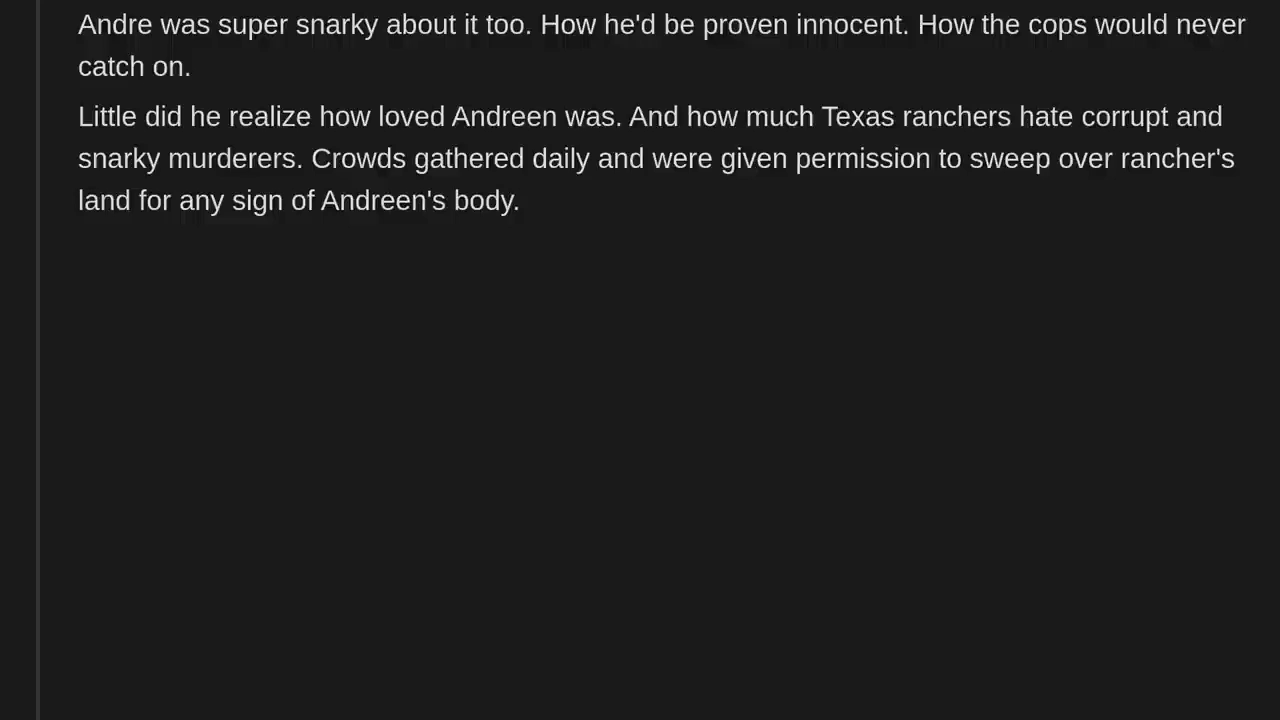 Andre was super snarky about it too. How he'd be proven innocent. How the cops would never
catch on.
Little did he realize how loved Andreen was. And how much Texas ranchers hate corrupt and
snarky murderers. Crowds gathered daily and were given permission to sweep over rancher's
land for any sign of Andreen's body.